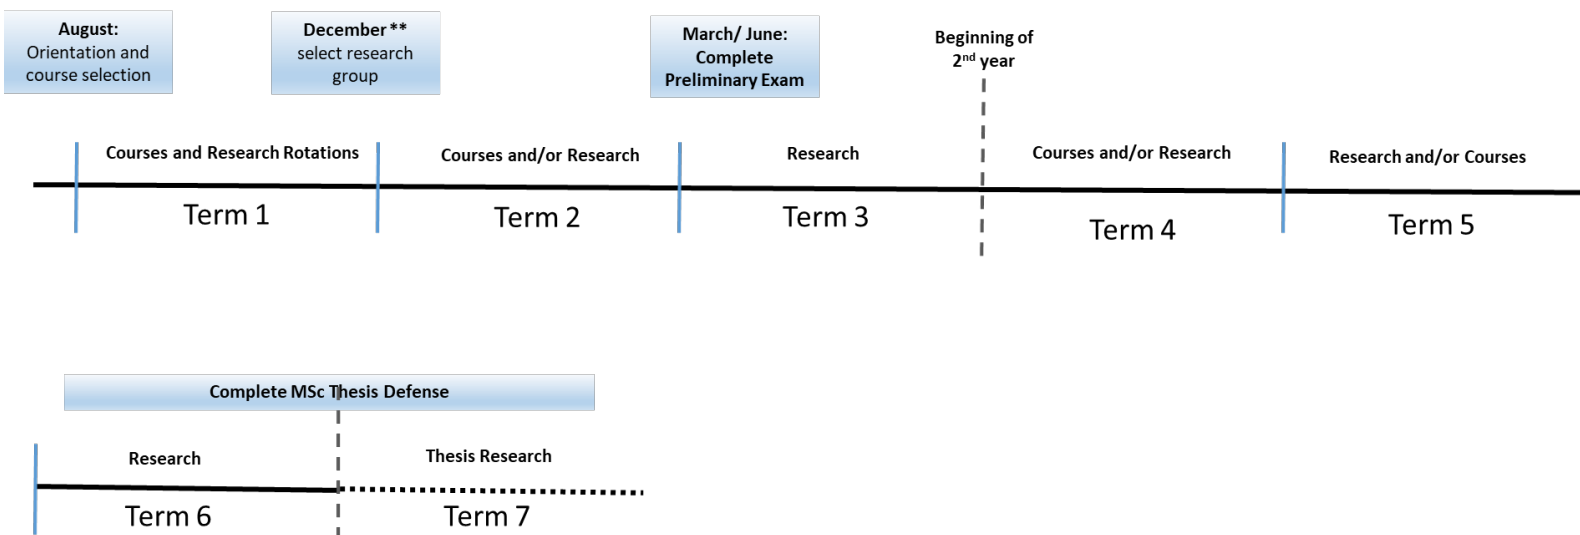 August:
Orientation and
course selection
December **
select research
group
March/ June:
Complete
Preliminary Exam
Beginning of
2nd year
Courses and Research Rotations
Courses and/or Research
Research
Courses and/or Research
Research and/or Courses
Term 1
Term 2
Term 3
Term 4
Term 5
Complete MSc Thesis Defense
Research
Thesis Research
Term 6
Term 7